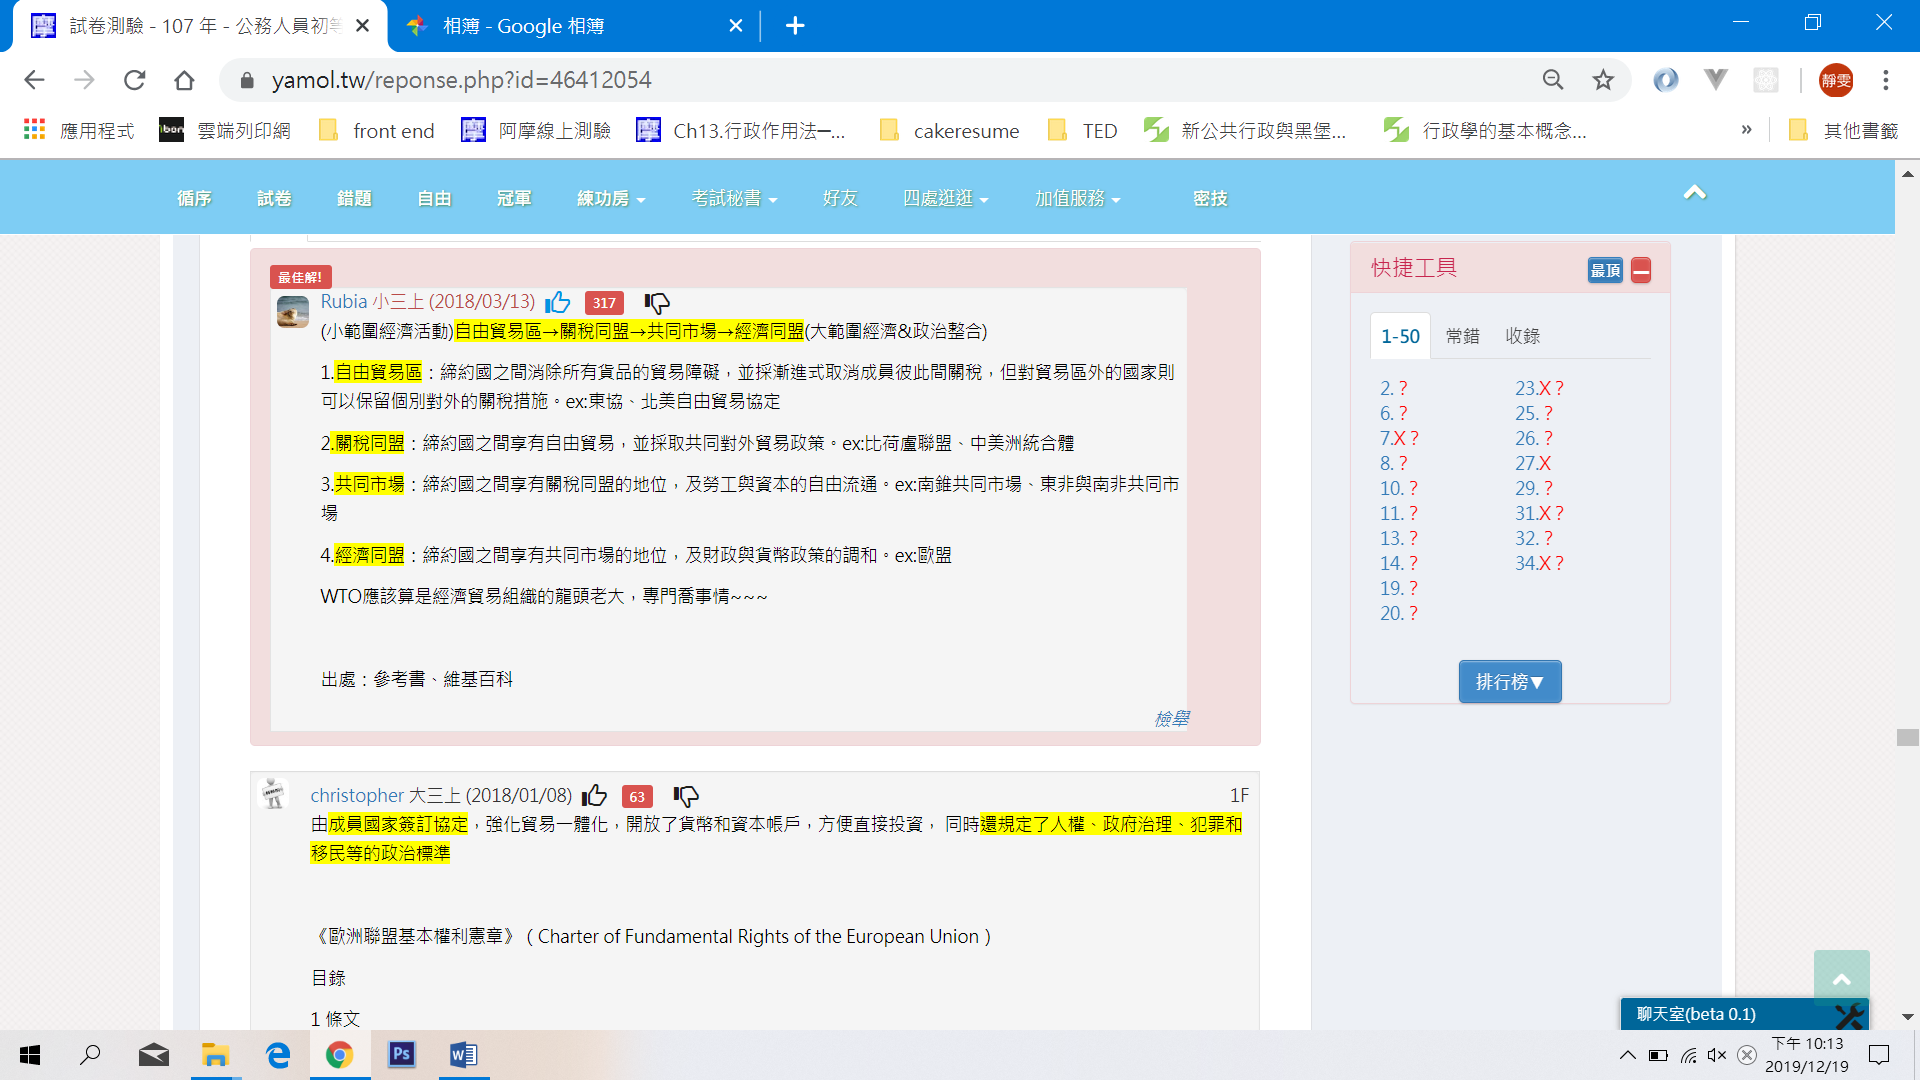 試卷測驗 - 107 年 - 公務人員初等
相簿 - Google 相簿
yamol.tw/reponse.php?id=46412054
靜雯
應用程式
ibon
雲端列印網
front end
阿摩線上測驗
Ch13.行政作用法─...
cakeresume
TED
新公共行政與黑堡...
行政學的基本概念...
»
其他書籤
循序
試卷
錯題
自由
冠軍
練功房
考試秘書
好友
四處逛逛
加值服務
密技
最佳解!
Rubia 小三上 (2018/03/13) 317
(小範圍經濟活動)自由貿易區→關稅同盟→共同市場→經濟同盟(大範圍經濟&政治整合)
1.自由貿易區：締約國之間消除所有貨品的貿易障礙，並採漸進式取消成員彼此間關稅，但對貿易區外的國家則
可以保留個別對外的關稅措施。ex:東協、北美自由貿易協定
2.關稅同盟：締約國之間享有自由貿易，並採取共同對外貿易政策。ex:比荷盧聯盟、中美洲統合體
3.共同市場：締約國之間享有關稅同盟的地位，及勞工與資本的自由流通。ex:南錐共同市場、東非與南非共同市
場
4.經濟同盟：締約國之間享有共同市場的地位，及財政與貨幣政策的調和。ex:歐盟
WTO應該算是經濟貿易組織的龍頭老大，專門喬事情~~~
出處：參考書、維基百科
檢舉
christopher 大三上 (2018/01/08) 63 1F
由成員國家簽訂協定，強化貿易一體化，開放了貨幣和資本帳戶，方便直接投資， 同時還規定了人權、政府治理、犯罪和
移民等的政治標準
《歐洲聯盟基本權利憲章》（Charter of Fundamental Rights of the European Union）
目錄
1 條文
快捷工具
最頂
1-50
常錯
收錄
2. ?
6. ?
7.X ?
8. ?
10. ?
11. ?
13. ?
14. ?
19. ?
20. ?
23.X ?
25. ?
26. ?
27.X
29. ?
31.X ?
32. ?
34.X ?
排行榜▼
聊天室(beta 0.1)
Ps
下午 10:13
2019/12/19